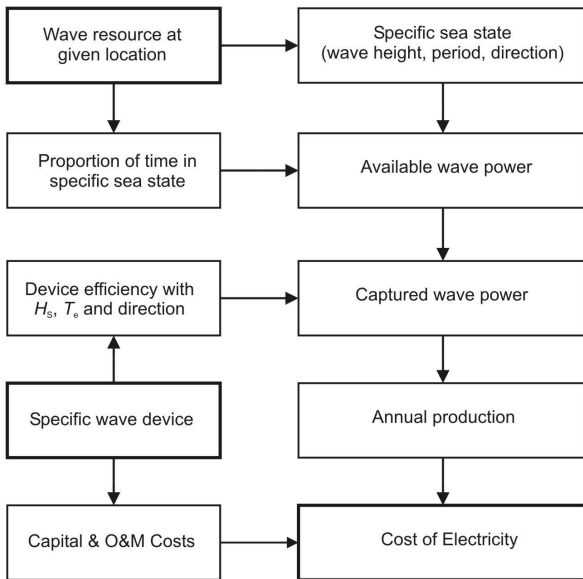 Wave resource at
given location
Specific sea state
(wave height, period, direction)
Proportion of time in
specific sea state
Available wave power
Device efficiency with
Hₛ, Tₑ and direction
Captured wave power
Specific wave device
Annual production
Capital & O&M Costs
Cost of Electricity